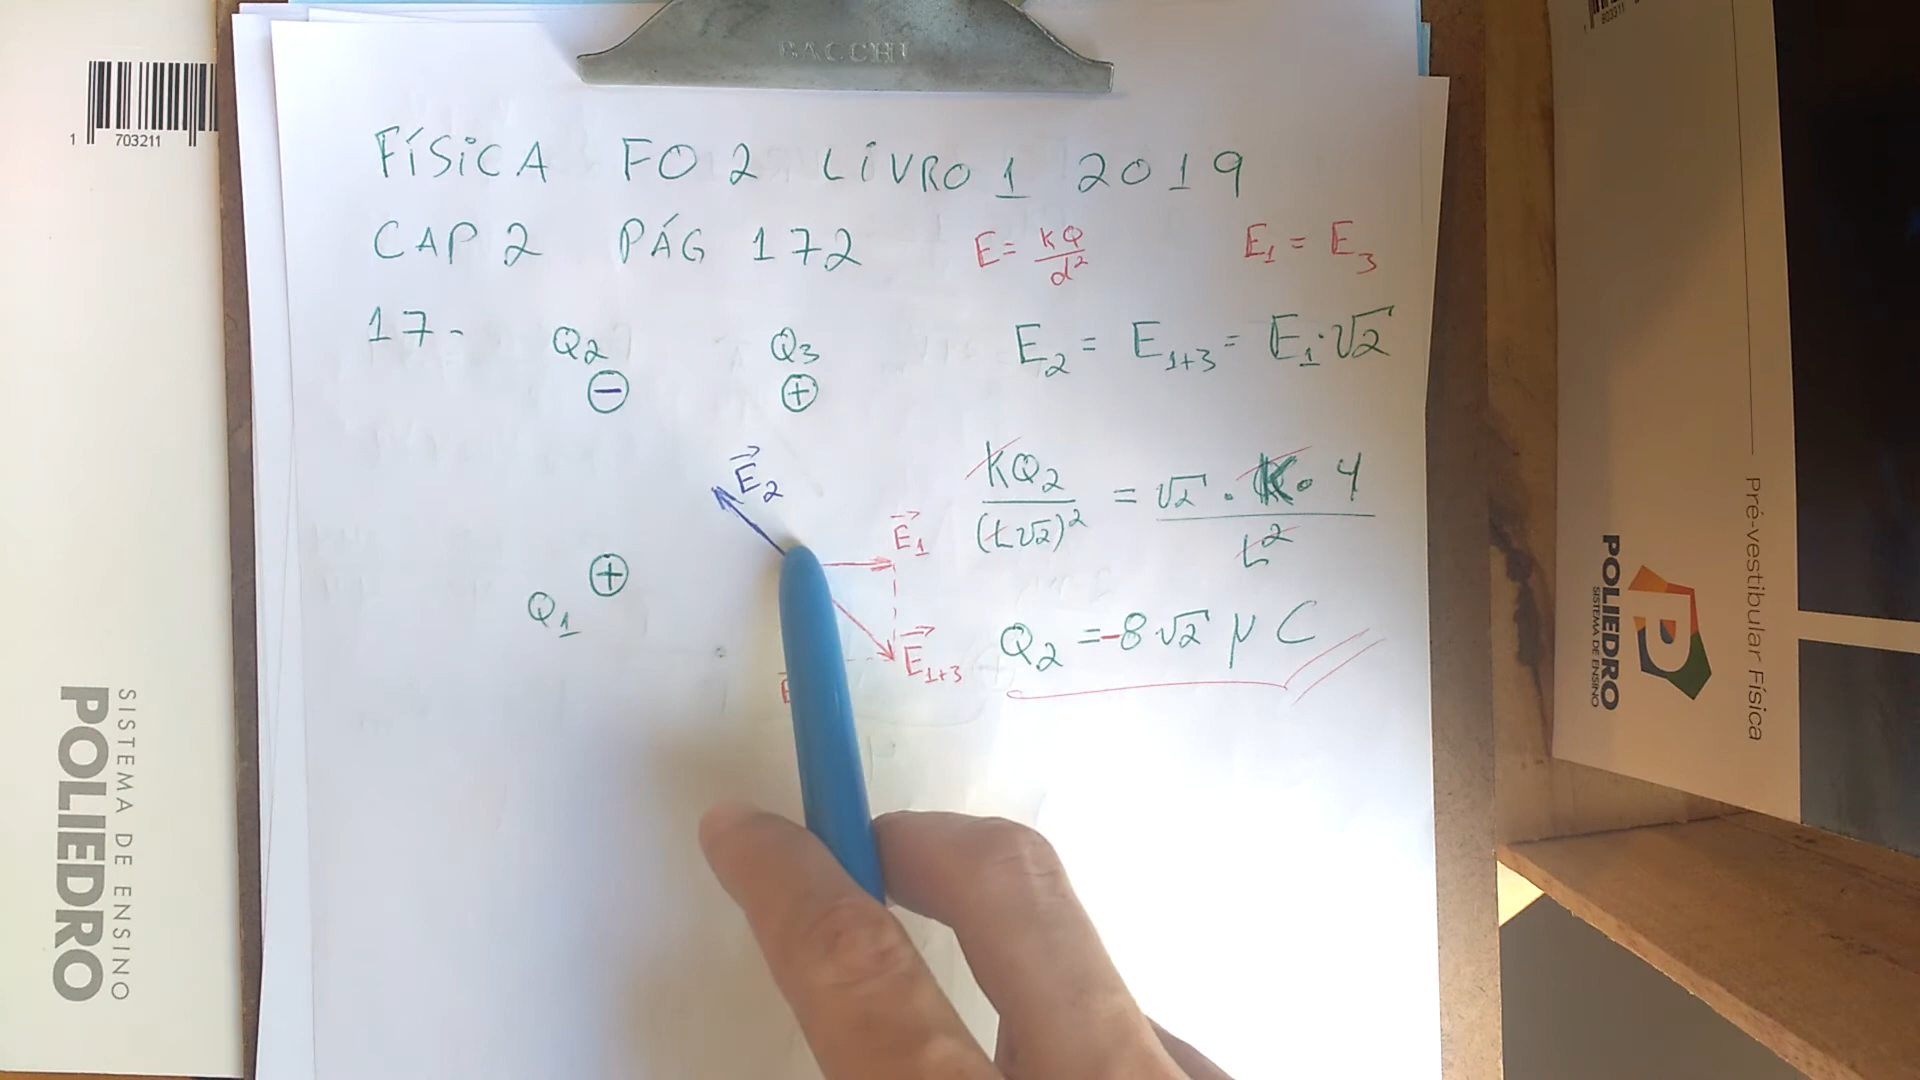 BACCHI
FÍSICA FO 2 LIVRO 1 2019
CAP 2 PÁG 172
E = kQ/d²
E₁ = E₃
17-
Q2
Q3
E₂ = E₁₊₃ = E₁·√2
−
+
E₂
kQ₂/(L√2)² = √2 · K · 4/L²
E₁
+
Q1
E₁₊₃
Q₂ = -8√2 μ C
1 703211
SISTEMA DE ENSINO
POLIEDRO
POLIEDRO
SISTEMA DE ENSINO
Pré-vestibular Física